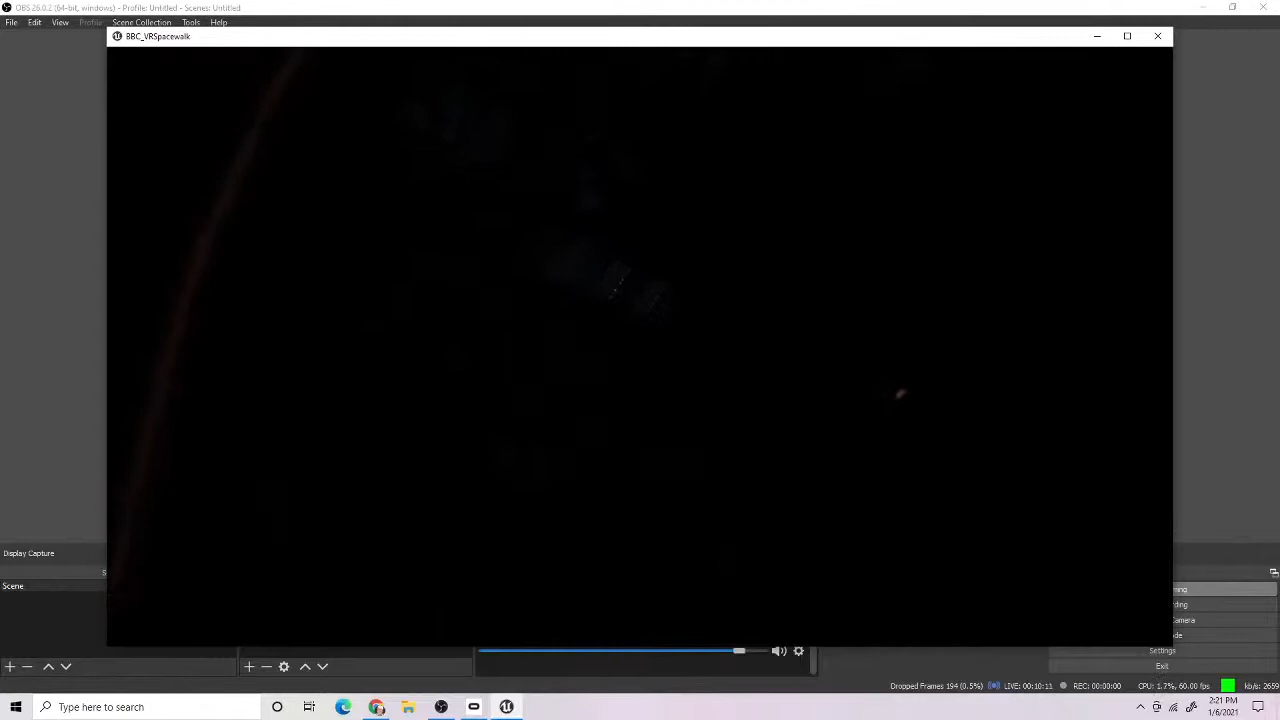 OBS 26.0.2 (64-bit, windows) - Profile: Untitled - Scenes: Untitled
File Edit View Profile Scene Collection Tools Help
BBC_VRSpacewalk
Display Capture
Scene
Settings
Exit
Dropped Frames 194 (0.5%) LIVE: 00:10:11 REC: 00:00:00 CPU: 1.7%, 60.00 fps kb/s: 2659
Type here to search
2:21 PM
1/6/2021